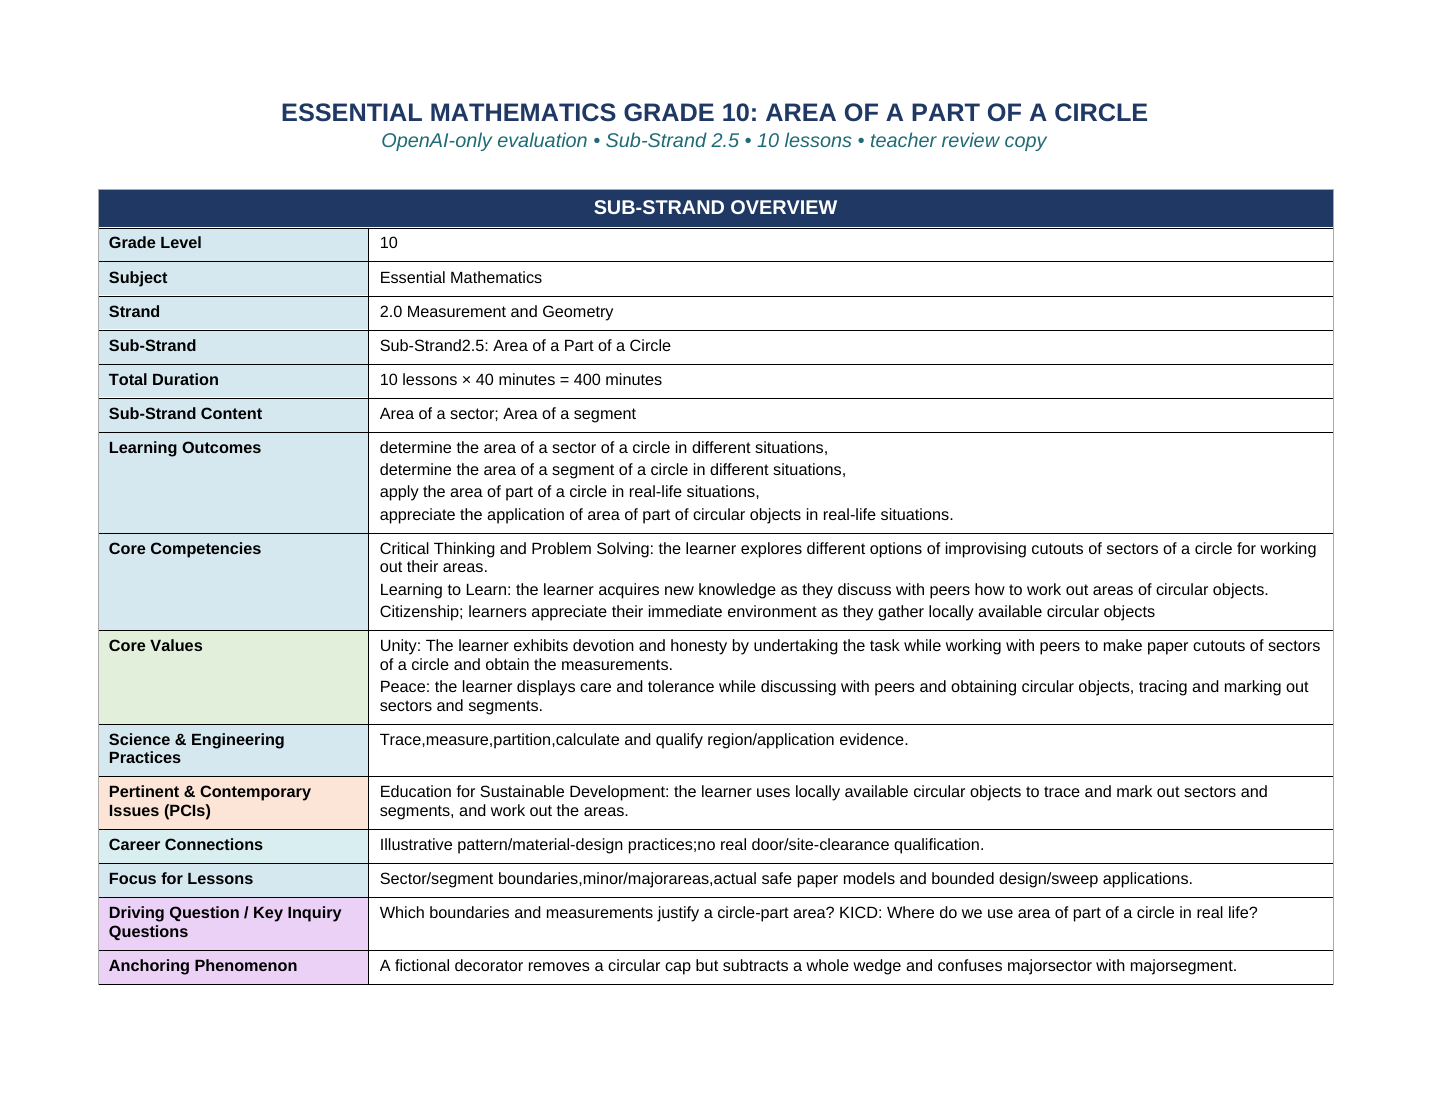 ESSENTIAL MATHEMATICS GRADE 10: AREA OF A PART OF A CIRCLE
OpenAI-only evaluation • Sub-Strand 2.5 • 10 lessons • teacher review copy
SUB-STRAND OVERVIEW
Grade Level
10
Subject
Essential Mathematics
Strand
2.0 Measurement and Geometry
Sub-Strand
Sub-Strand2.5: Area of a Part of a Circle
Total Duration
10 lessons × 40 minutes = 400 minutes
Sub-Strand Content
Area of a sector; Area of a segment
Learning Outcomes
determine the area of a sector of a circle in different situations,
determine the area of a segment of a circle in different situations,
apply the area of part of a circle in real-life situations,
appreciate the application of area of part of circular objects in real-life situations.
Core Competencies
Critical Thinking and Problem Solving: the learner explores different options of improvising cutouts of sectors of a circle for working
out their areas.
Learning to Learn: the learner acquires new knowledge as they discuss with peers how to work out areas of circular objects.
Citizenship; learners appreciate their immediate environment as they gather locally available circular objects
Core Values
Unity: The learner exhibits devotion and honesty by undertaking the task while working with peers to make paper cutouts of sectors
of a circle and obtain the measurements.
Peace: the learner displays care and tolerance while discussing with peers and obtaining circular objects, tracing and marking out
sectors and segments.
Science & Engineering
Practices
Trace,measure,partition,calculate and qualify region/application evidence.
Pertinent & Contemporary
Issues (PCIs)
Education for Sustainable Development: the learner uses locally available circular objects to trace and mark out sectors and
segments, and work out the areas.
Career Connections
Illustrative pattern/material-design practices;no real door/site-clearance qualification.
Focus for Lessons
Sector/segment boundaries,minor/majorareas,actual safe paper models and bounded design/sweep applications.
Driving Question / Key Inquiry
Questions
Which boundaries and measurements justify a circle-part area? KICD: Where do we use area of part of a circle in real life?
Anchoring Phenomenon
A fictional decorator removes a circular cap but subtracts a whole wedge and confuses majorsector with majorsegment.